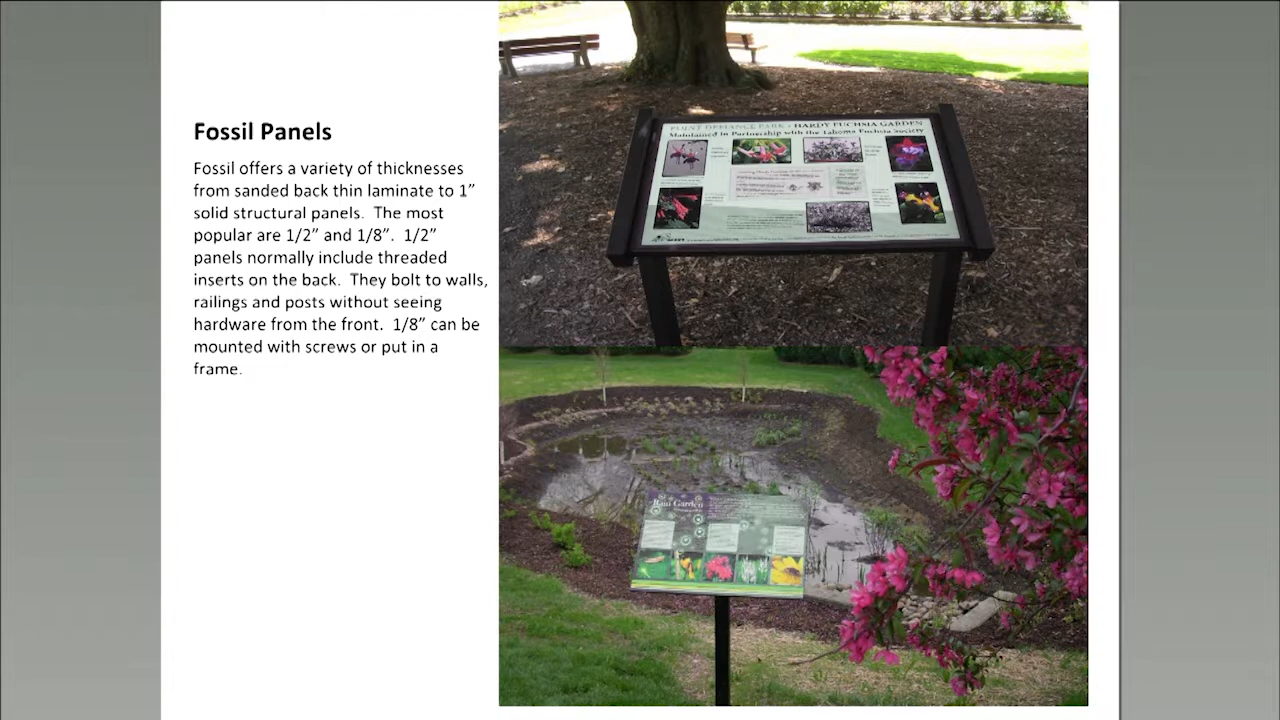 Fossil Panels
Fossil offers a variety of thicknesses
from sanded back thin laminate to 1”
solid structural panels. The most
popular are 1/2” and 1/8”. 1/2”
panels normally include threaded
inserts on the back. They bolt to walls,
railings and posts without seeing
hardware from the front. 1/8” can be
mounted with screws or put in a
frame.
POINT DEFIANCE PARK - HARDY FUCHSIA GARDEN
Maintained in Partnership with the Tahoma Fuchsia Society
Rain Garden